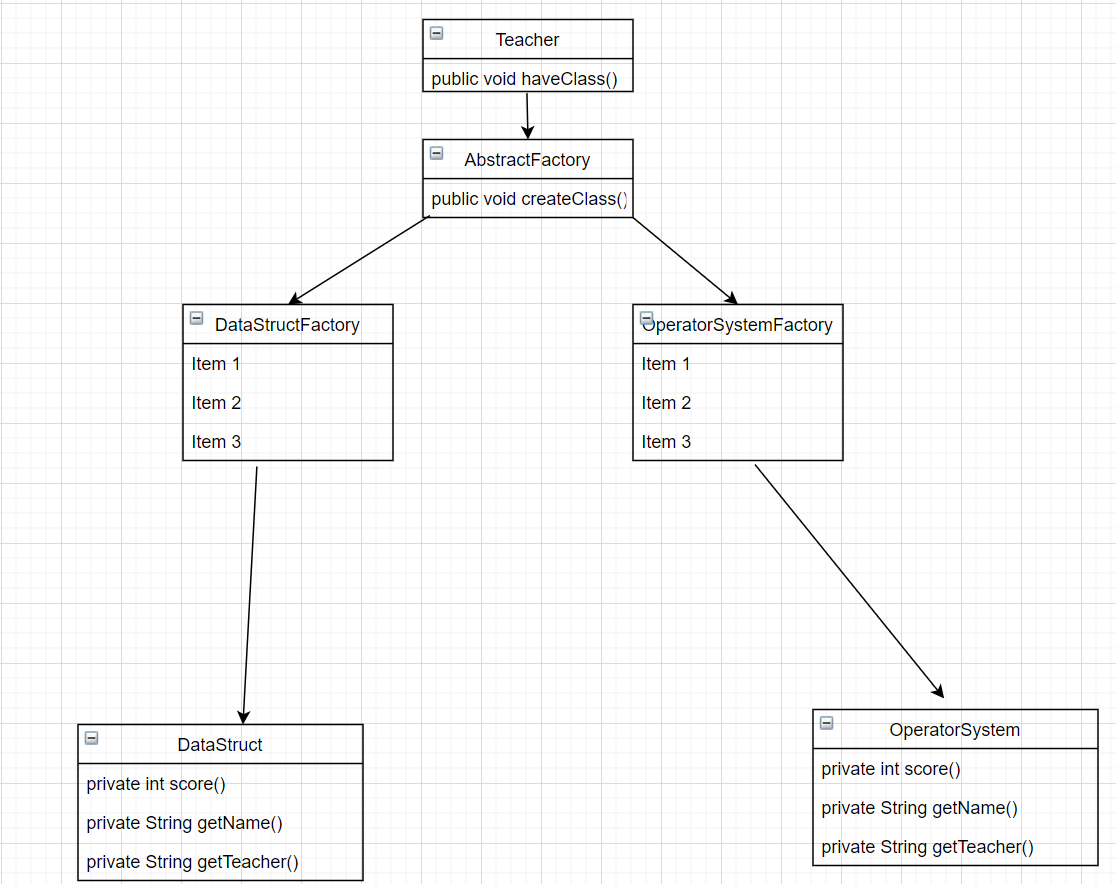 Teacher
public void haveClass()
AbstractFactory
public void createClass()
DataStructFactory
Item 1
Item 2
Item 3
OperatorSystemFactory
Item 1
Item 2
Item 3
DataStruct
private int score()
private String getName()
private String getTeacher()
OperatorSystem
private int score()
private String getName()
private String getTeacher()